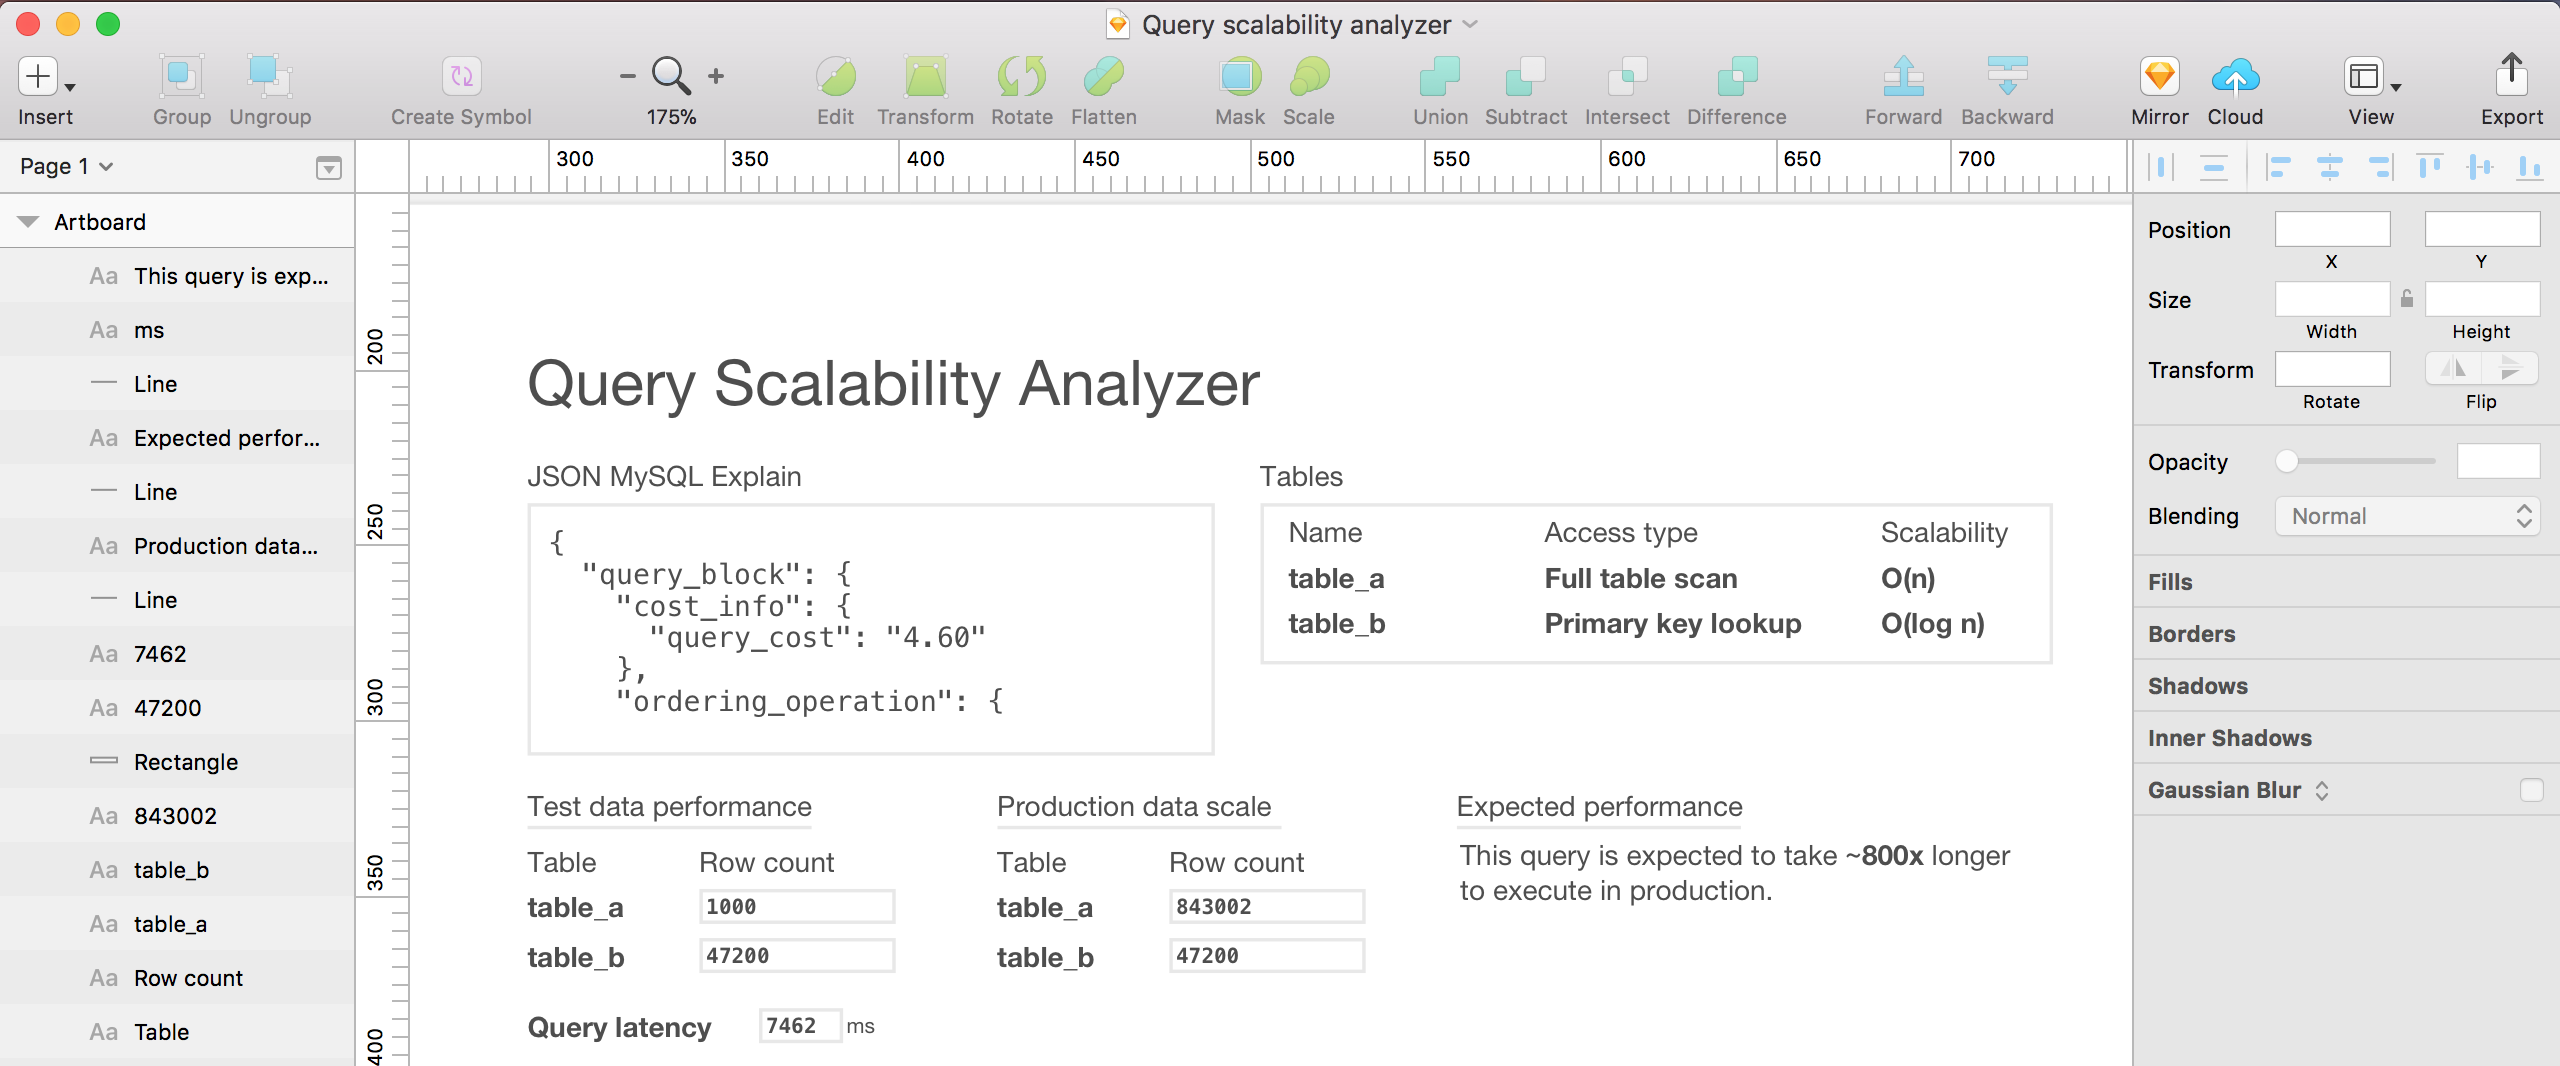 Query scalability analyzer
Insert
Group
Ungroup
Create Symbol
175%
Edit
Transform
Rotate
Flatten
Mask
Scale
Union
Subtract
Intersect
Difference
Forward
Backward
Mirror
Cloud
View
Export
Page 1
300 350 400 450 500 550 600 650 700
200
250
300
350
400
Artboard
Aa This query is exp...
Aa ms
Line
Aa Expected perfor...
Line
Aa Production data...
Line
Aa 7462
Aa 47200
Rectangle
Aa 843002
Aa table_b
Aa table_a
Aa Row count
Aa Table
Query Scalability Analyzer
JSON MySQL Explain
{
"query_block": {
"cost_info": {
"query_cost": "4.60"
},
"ordering_operation": {
Tables
Name Access type Scalability
table_a Full table scan O(n)
table_b Primary key lookup O(log n)
Test data performance
Table Row count
table_a 1000
table_b 47200
Query latency 7462 ms
Production data scale
Table Row count
table_a 843002
table_b 47200
Expected performance
This query is expected to take ~800x longer
to execute in production.
Position
X Y
Size
Width Height
Transform
Rotate Flip
Opacity
Blending Normal
Fills
Borders
Shadows
Inner Shadows
Gaussian Blur